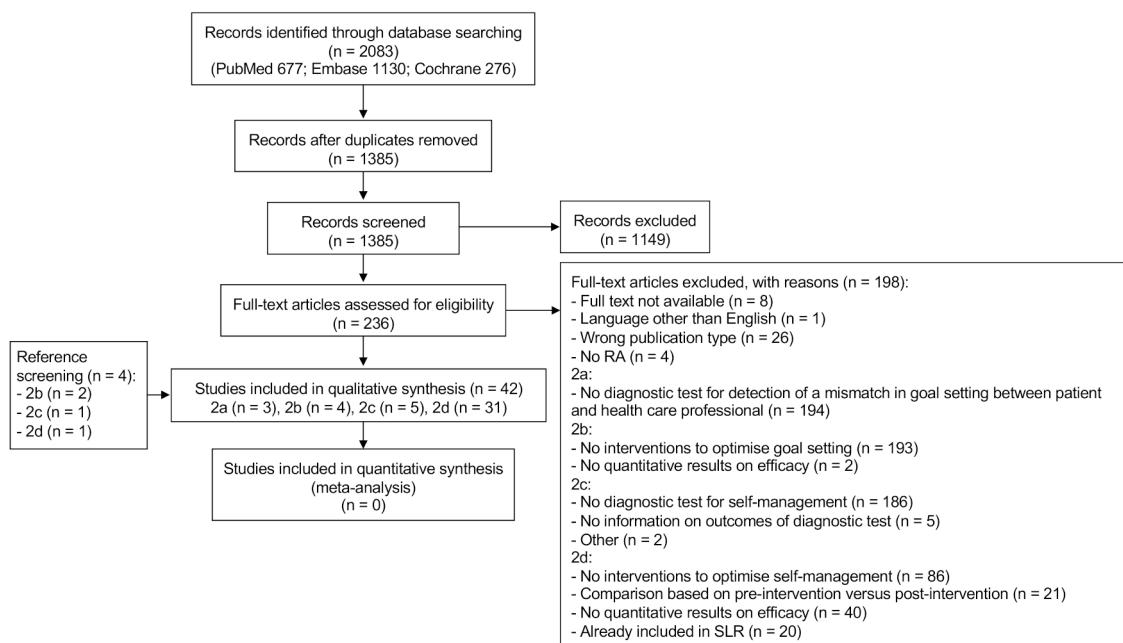 Records identified through database searching
(n = 2083)
(PubMed 677; Embase 1130; Cochrane 276)
Records after duplicates removed
(n = 1385)
Records screened
(n = 1385)
Records excluded
(n = 1149)
Full-text articles assessed for eligibility
(n = 236)
Full-text articles excluded, with reasons (n = 198):
- Full text not available (n = 8)
- Language other than English (n = 1)
- Wrong publication type (n = 26)
- No RA (n = 4)
2a:
- No diagnostic test for detection of a mismatch in goal setting between patient
and health care professional (n = 194)
2b:
- No interventions to optimise goal setting (n = 193)
- No quantitative results on efficacy (n = 2)
2c:
- No diagnostic test for self-management (n = 186)
- No information on outcomes of diagnostic test (n = 5)
- Other (n = 2)
2d:
- No interventions to optimise self-management (n = 86)
- Comparison based on pre-intervention versus post-intervention (n = 21)
- No quantitative results on efficacy (n = 40)
- Already included in SLR (n = 20)
Reference
screening (n = 4):
- 2b (n = 2)
- 2c (n = 1)
- 2d (n = 1)
Studies included in qualitative synthesis (n = 42)
2a (n = 3), 2b (n = 4), 2c (n = 5), 2d (n = 31)
Studies included in quantitative synthesis
(meta-analysis)
(n = 0)